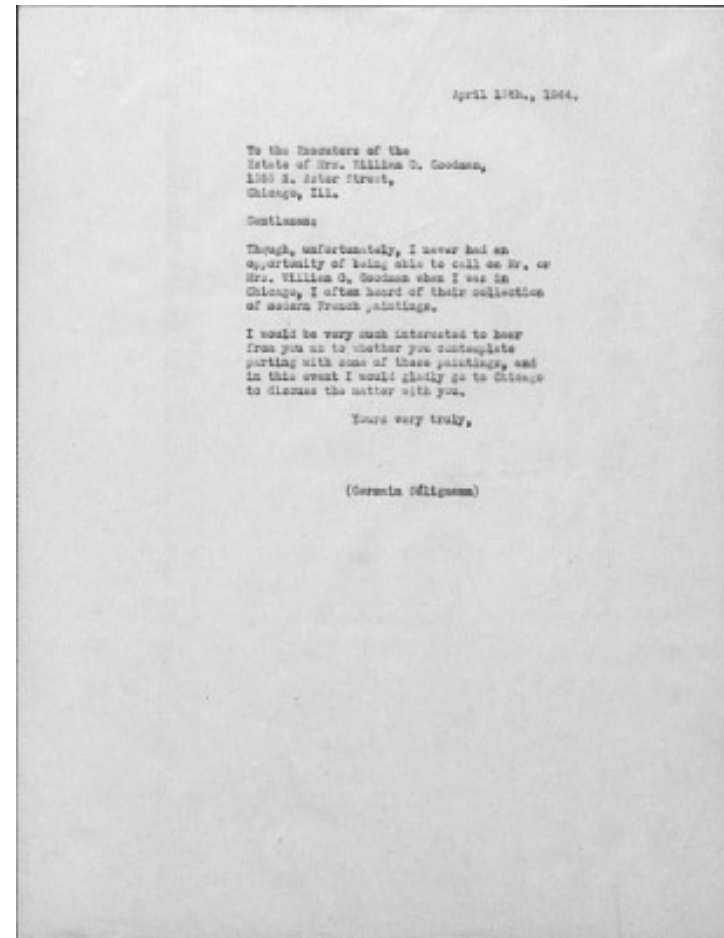 April 13th., 1944.
To the Executors of the
Estate of Mrs. William O. Goodman,
N. Astor Street,
Chicago, Ill.
Gentlemen:
Though, unfortunately, I never had an
opportunity of being able to call on Mr. or
Mrs. William O. Goodman when I was in
Chicago, I often heard of their collection
of modern French paintings.
I would be very much interested to hear
from you as to whether you contemplate
parting with some of these paintings, and
in this event I would gladly go to Chicago
to discuss the matter with you.
Yours very truly,
(Germain Séligmann)